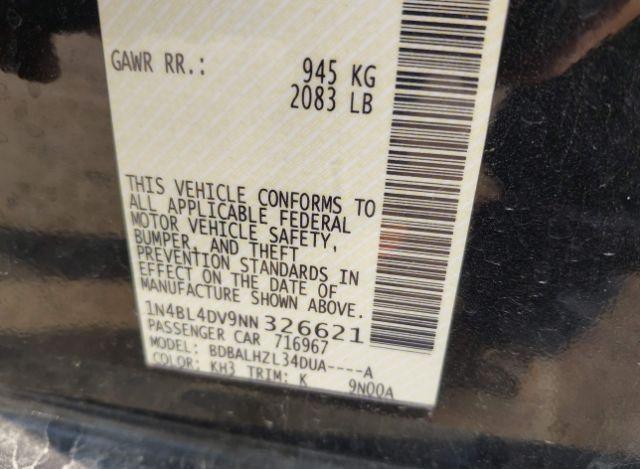 GAWR RR.: 945 KG
2083 LB
THIS VEHICLE CONFORMS TO
ALL APPLICABLE FEDERAL
MOTOR VEHICLE SAFETY,
BUMPER, AND THEFT
PREVENTION STANDARDS IN
EFFECT ON THE DATE OF
MANUFACTURE SHOWN ABOVE.
1N4BL4DV9NN326621
PASSENGER CAR 716967
MODEL: BDBALHZL34DUA----A
COLOR: KH3 TRIM: K 9N00A